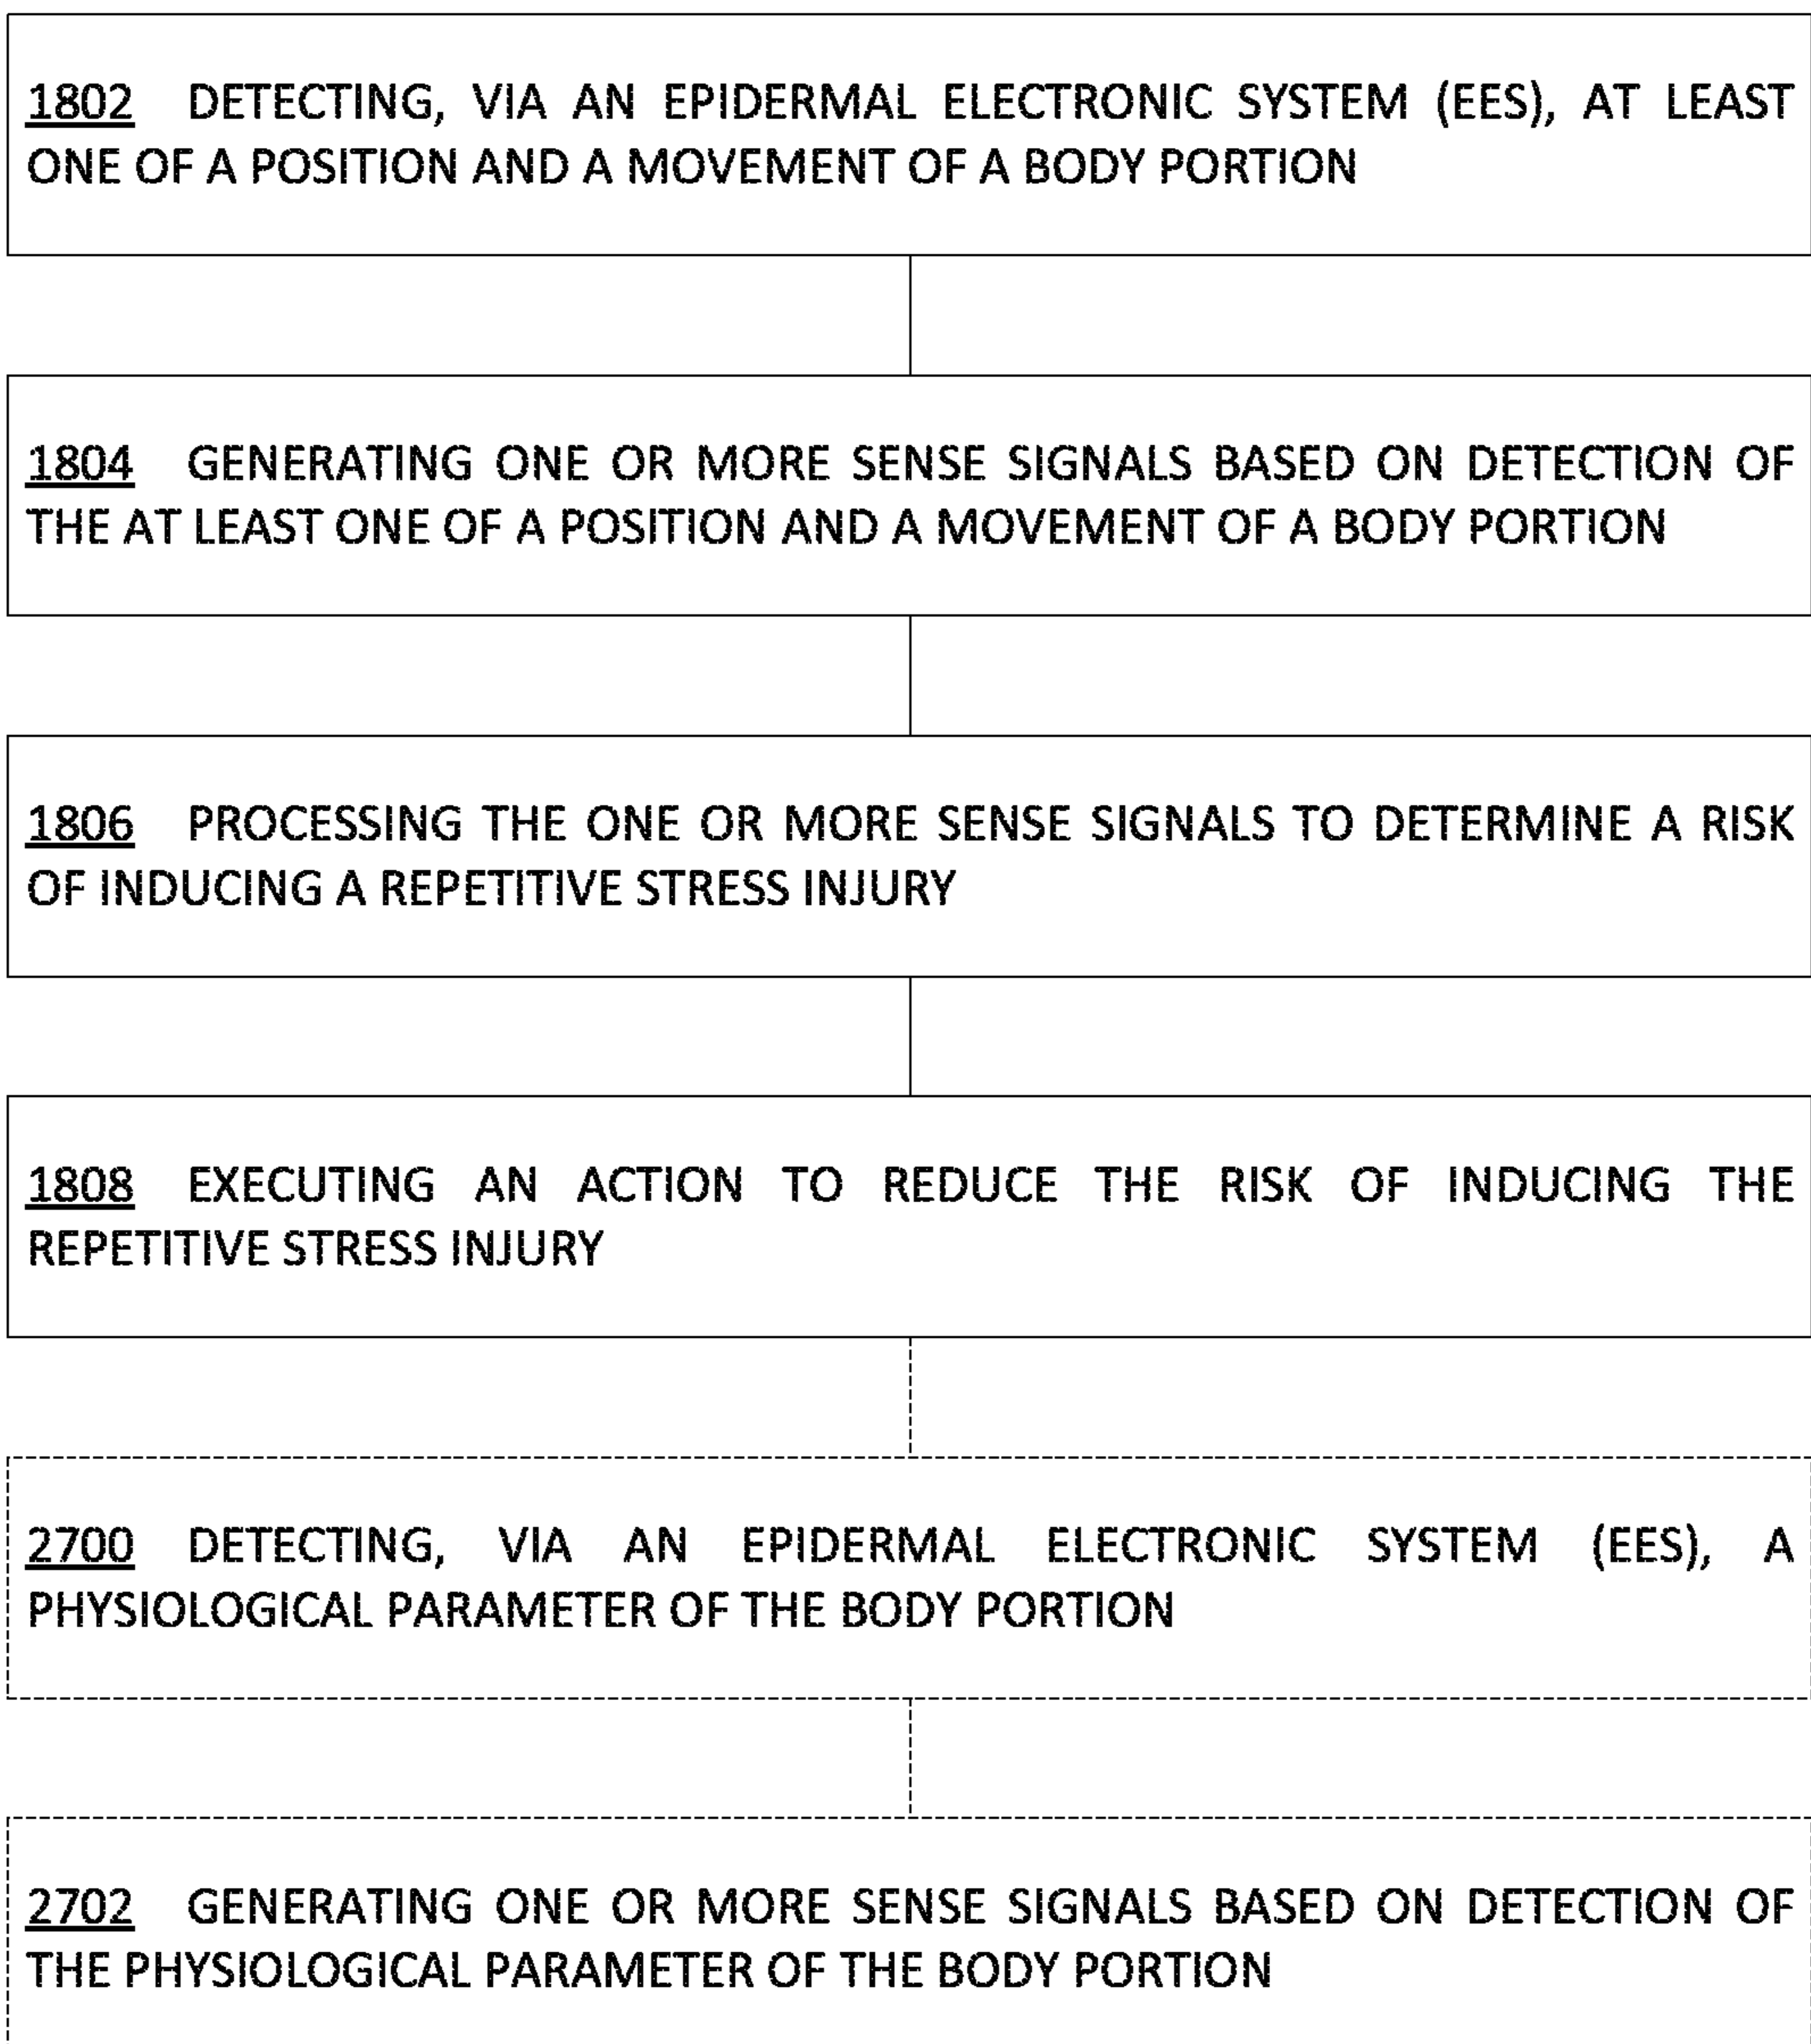 1802 DETECTING, VIA AN EPIDERMAL ELECTRONIC SYSTEM (EES), AT LEAST
ONE OF A POSITION AND A MOVEMENT OF A BODY PORTION
1804 GENERATING ONE OR MORE SENSE SIGNALS BASED ON DETECTION OF
THE AT LEAST ONE OF A POSITION AND A MOVEMENT OF A BODY PORTION
1806 PROCESSING THE ONE OR MORE SENSE SIGNALS TO DETERMINE A RISK
OF INDUCING A REPETITIVE STRESS INJURY
1808 EXECUTING AN ACTION TO REDUCE THE RISK OF INDUCING THE
REPETITIVE STRESS INJURY
2700 DETECTING, VIA AN EPIDERMAL ELECTRONIC SYSTEM (EES), A
PHYSIOLOGICAL PARAMETER OF THE BODY PORTION
2702 GENERATING ONE OR MORE SENSE SIGNALS BASED ON DETECTION OF
THE PHYSIOLOGICAL PARAMETER OF THE BODY PORTION